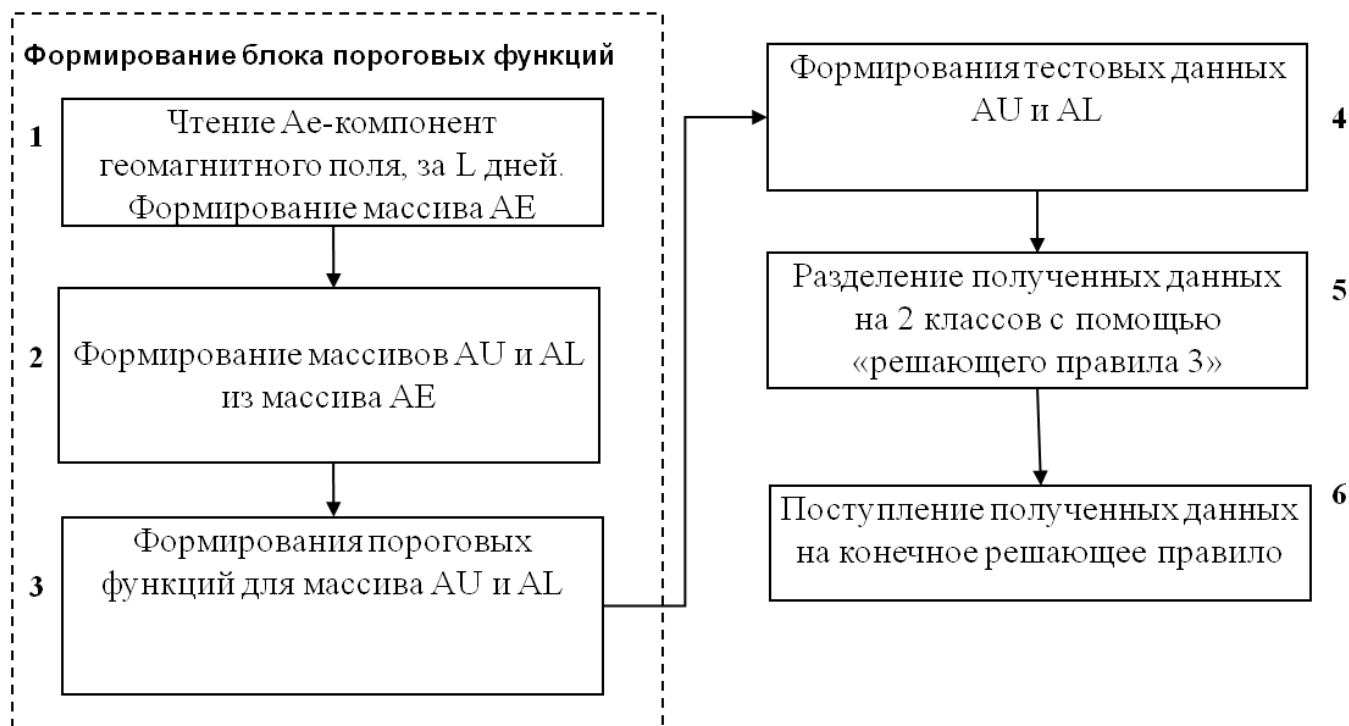 Формирование блока пороговых функций
1
Чтение Ае-компонент
геомагнитного поля, за L дней.
Формирование массива AE
2
Формирование массивов AU и AL
из массива AE
3
Формирования пороговых
функций для массива AU и AL
Формирования тестовых данных
AU и AL
4
Разделение полученных данных
на 2 классов с помощью
«решающего правила 3»
5
Поступление полученных данных
на конечное решающее правило
6